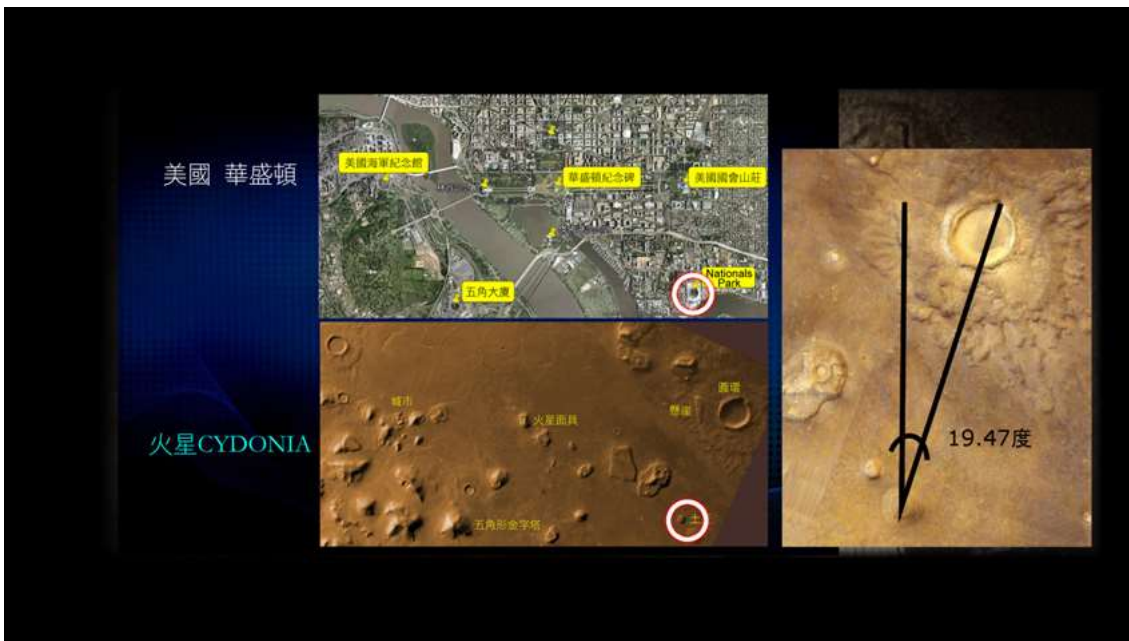 美國 華盛頓
美國海軍紀念館
華盛頓紀念碑
美國國會山莊
五角大廈
Nationals
Park
火星CYDONIA
城市
火星面具
懸崖
圓環
五角形金字塔
土
19.47度